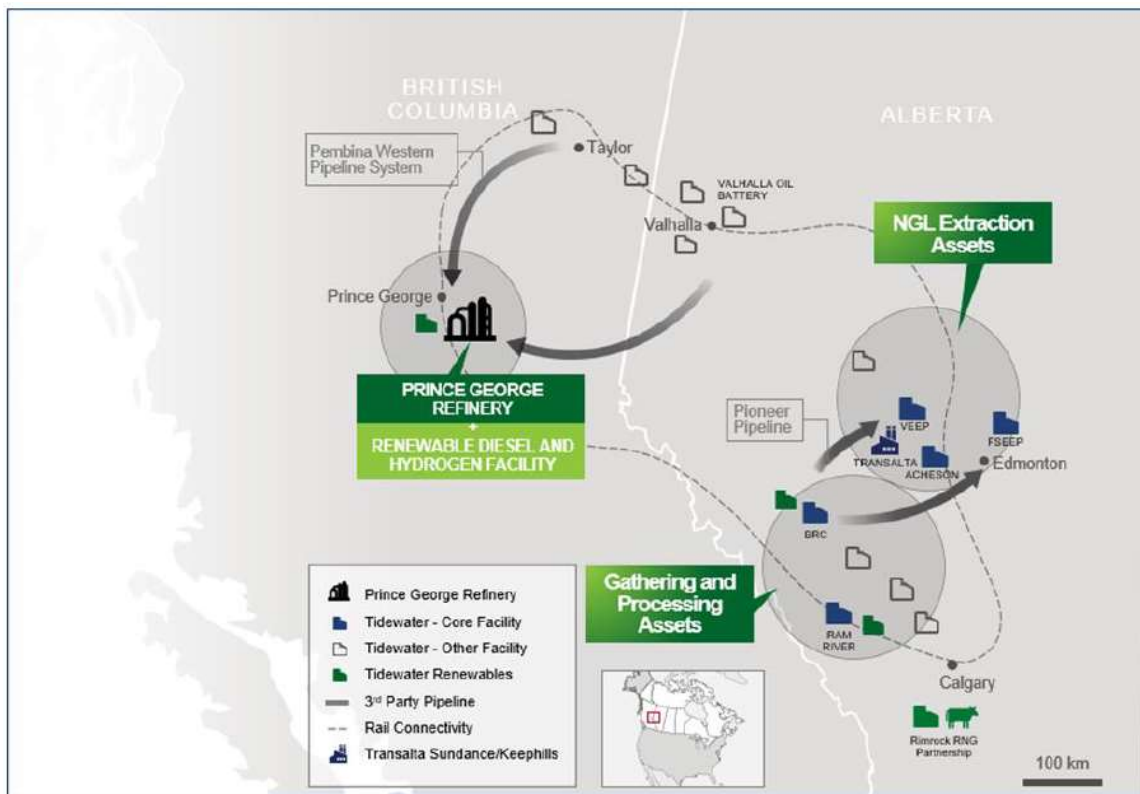 BRITISH
COLUMBIA
ALBERTA
Pembina Western
Pipeline System
Taylor
VALHALLA OIL
BATTERY
Valhalla
NGL Extraction
Assets
Prince George
PRINCE GEORGE
REFINERY
+
RENEWABLE DIESEL AND
HYDROGEN FACILITY
Pioneer
Pipeline
VEEP
FSEEP
TRANSALTA
ACHESON
Edmonton
BRC
Gathering and
Processing
Assets
RAM
RIVER
Calgary
Rimrock RNG
Partnership
Prince George Refinery
Tidewater - Core Facility
Tidewater - Other Facility
Tidewater Renewables
3rd Party Pipeline
Rail Connectivity
Transalta Sundance/Keephills
100 km